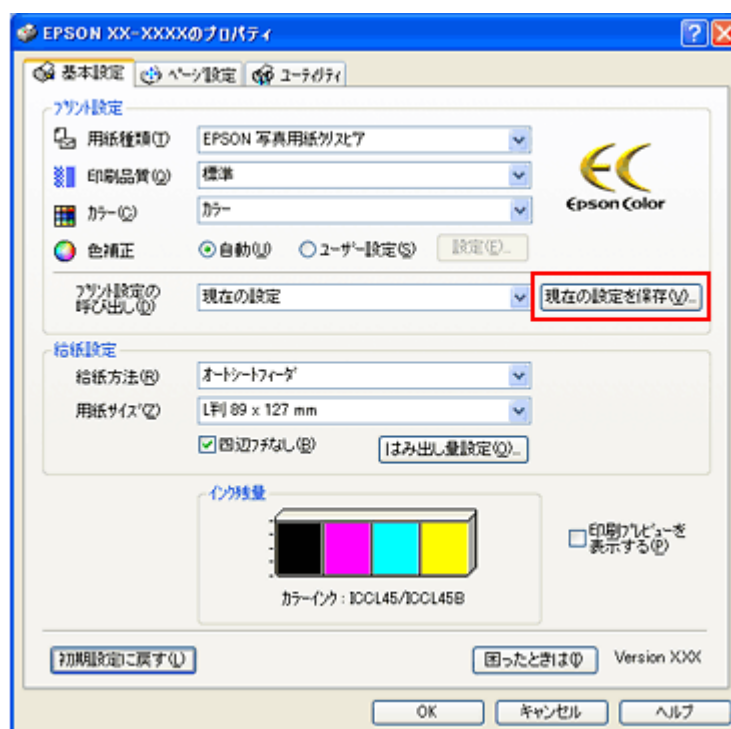 EPSON XX-XXXXのプロパティ
基本設定 ページ設定 ユーティリティ
プリント設定
用紙種類(T) EPSON 写真用紙クリスピア
印刷品質(Q) 標準
カラー(C) カラー
EC
Epson Color
色補正 自動(U) ユーザー設定(S) 設定(E)...
プリント設定の
呼び出し(D) 現在の設定 現在の設定を保存(V)...
給紙設定
給紙方法(R) オートシートフィーダ
用紙サイズ(Z) L判 89 x 127 mm
四辺フチなし(B) はみ出し量設定(O)...
インク残量
印刷プレビューを
表示する(P)
カラーインク : ICCL45/ICCL45B
初期設定に戻す(L) 困ったときは(I) Version X.XX
OK キャンセル ヘルプ